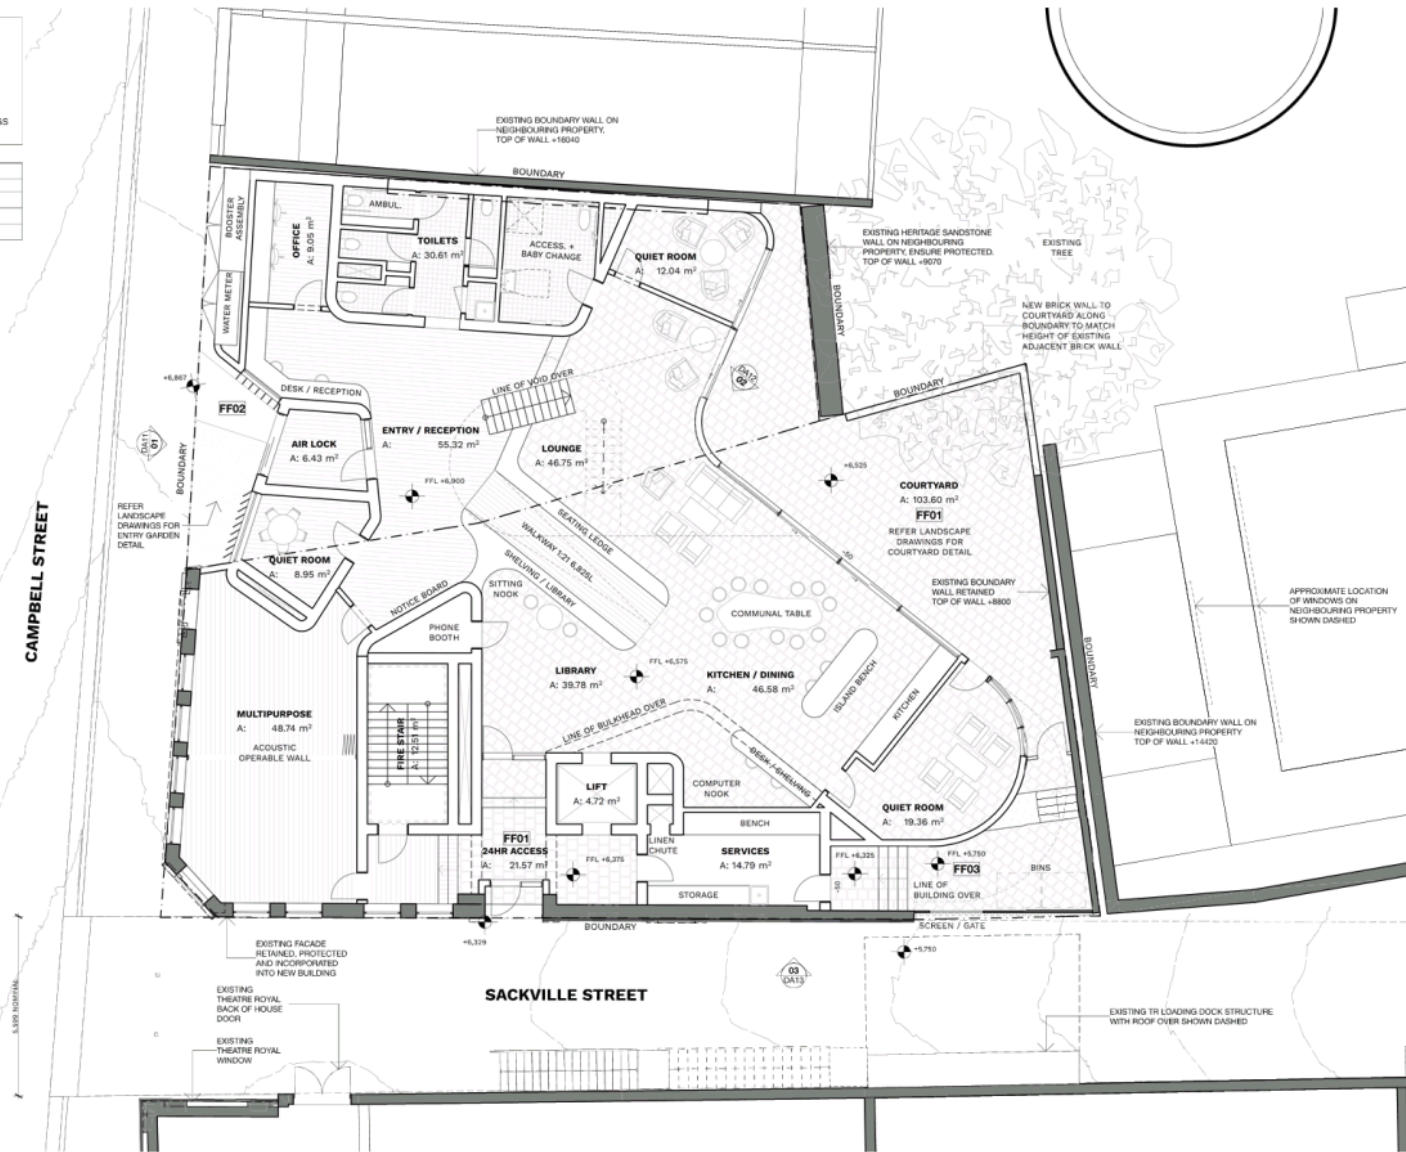 SS
EXISTING BOUNDARY WALL ON
NEIGHBOURING PROPERTY.
TOP OF WALL +16040
BOUNDARY
BOOSTER
ASSEMBLY
OFFICE
A: 9.05 m²
AMBUL.
TOILETS
A: 30.61 m²
ACCESS. +
BABY CHANGE
QUIET ROOM
A: 12.04 m²
EXISTING HERITAGE SANDSTONE
WALL ON NEIGHBOURING
PROPERTY, ENSURE PROTECTED.
TOP OF WALL +9070
EXISTING
TREE
WATER METER
BOUNDARY
NEW BRICK WALL TO
COURTYARD ALONG
BOUNDARY TO MATCH
HEIGHT OF EXISTING
ADJACENT BRICK WALL
+6,867
FF02
DESK / RECEPTION
LINE OF VOID OVER
02
DA12
BOUNDARY
01
DA11
BOUNDARY
AIR LOCK
A: 6.43 m²
ENTRY / RECEPTION
A: 55.32 m²
LOUNGE
A: 46.75 m²
FFL +6,900
+6,525
COURTYARD
A: 103.60 m²
FF01
REFER LANDSCAPE
DRAWINGS FOR
COURTYARD DETAIL
REFER
LANDSCAPE
DRAWINGS FOR
ENTRY GARDEN
DETAIL
CAMPBELL STREET
SEATING LEDGE
WALKWAY 1:21 6,825L
SHELVING / LIBRARY
-50
QUIET ROOM
A: 8.95 m²
NOTICE BOARD
SITTING
NOOK
EXISTING BOUNDARY
WALL RETAINED
TOP OF WALL +8800
APPROXIMATE LOCATION
OF WINDOWS ON
NEIGHBOURING PROPERTY
SHOWN DASHED
COMMUNAL TABLE
PHONE
BOOTH
BOUNDARY
LIBRARY
A: 39.78 m²
FFL +6,575
KITCHEN / DINING
A: 46.58 m²
ISLAND BENCH
KITCHEN
MULTIPURPOSE
A: 48.74 m²
ACOUSTIC
OPERABLE WALL
FIRE STAIR
A: 12.51 m²
LINE OF BULKHEAD OVER
EXISTING BOUNDARY WALL ON
NEIGHBOURING PROPERTY
TOP OF WALL +14420
DESK / SHELVING
LIFT
A: 4.72 m²
COMPUTER
NOOK
QUIET ROOM
A: 19.36 m²
BENCH
FF01
24HR ACCESS
A: 21.57 m²
LINEN
CHUTE
SERVICES
A: 14.79 m²
FFL +6,375
FFL +6,325
FFL +5,750
FF03
BINS
-50
LINE OF
BUILDING OVER
STORAGE
BOUNDARY
SCREEN / GATE
+6,329
+5,750
EXISTING FACADE
RETAINED, PROTECTED
AND INCORPORATED
INTO NEW BUILDING
03
DA13
SACKVILLE STREET
EXISTING
THEATRE ROYAL
BACK OF HOUSE
DOOR
5,599 NOMINAL
EXISTING TR LOADING DOCK STRUCTURE
WITH ROOF OVER SHOWN DASHED
EXISTING
THEATRE ROYAL
WINDOW